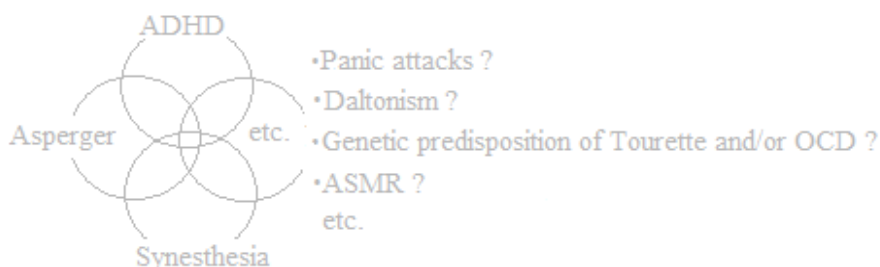 ADHD
Asperger
etc.
Synesthesia
•Panic attacks ?
•Daltonism ?
•Genetic predisposition of Tourette and/or OCD ?
•ASMR ?
etc.